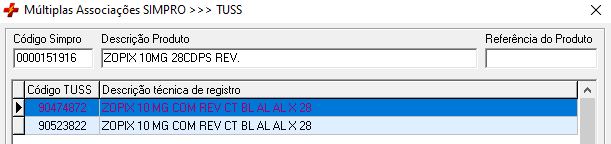 Múltiplas Associações SIMPRO >>> TUSS
Código Simpro Descrição Produto Referência do Produto
0000151916 ZOPIX 10MG 28CDPS REV.
Código TUSS Descrição técnica de registro
90474872 ZOPIX 10 MG COM REV CT BL AL AL X 28
90523822 ZOPIX 10 MG COM REV CT BL AL AL X 28